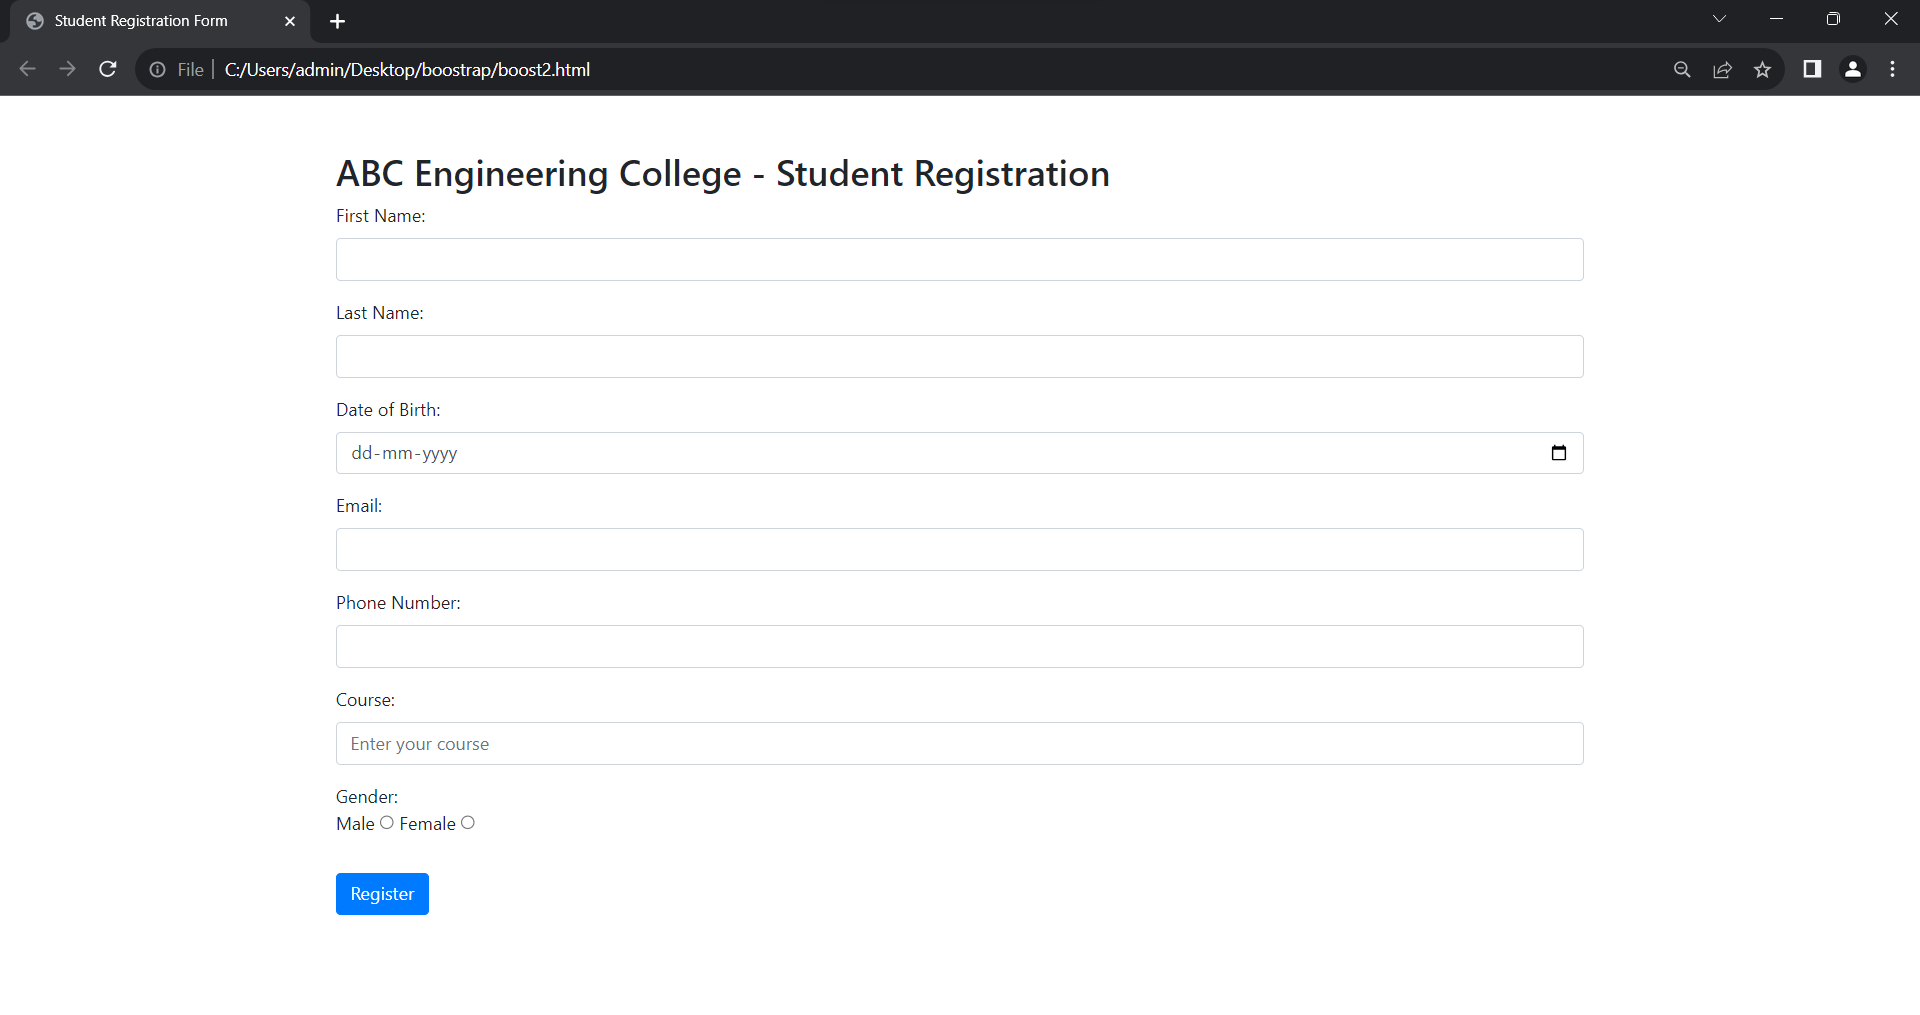 Student Registration Form
File
C:/Users/admin/Desktop/boostrap/boost2.html
ABC Engineering College - Student Registration
First Name:
Last Name:
Date of Birth:
dd-mm-yyyy
Email:
Phone Number:
Course:
Enter your course
Gender:
Male Female
Register